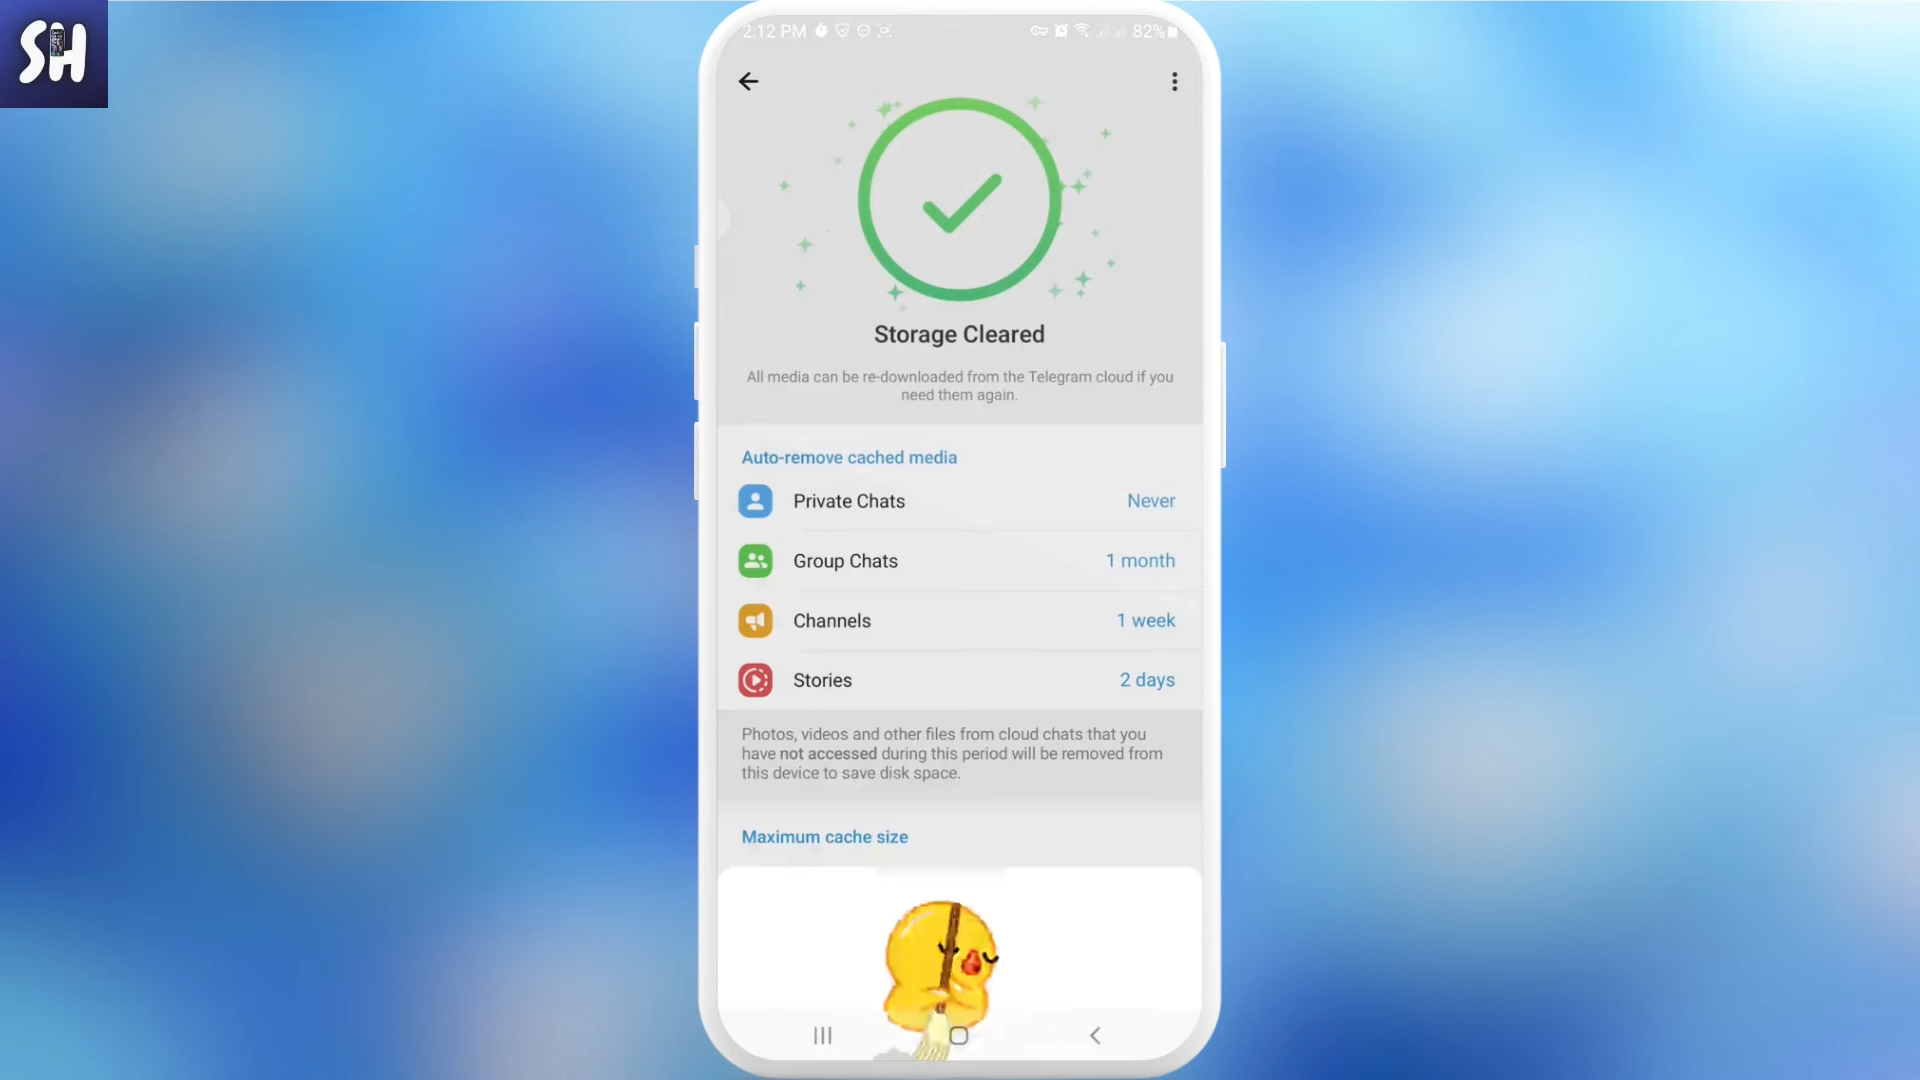 SH
2:12 PM
82%
Storage Cleared
All media can be re-downloaded from the Telegram cloud if you
need them again.
Auto-remove cached media
Private Chats Never
Group Chats 1 month
Channels 1 week
Stories 2 days
Photos, videos and other files from cloud chats that you
have not accessed during this period will be removed from
this device to save disk space.
Maximum cache size